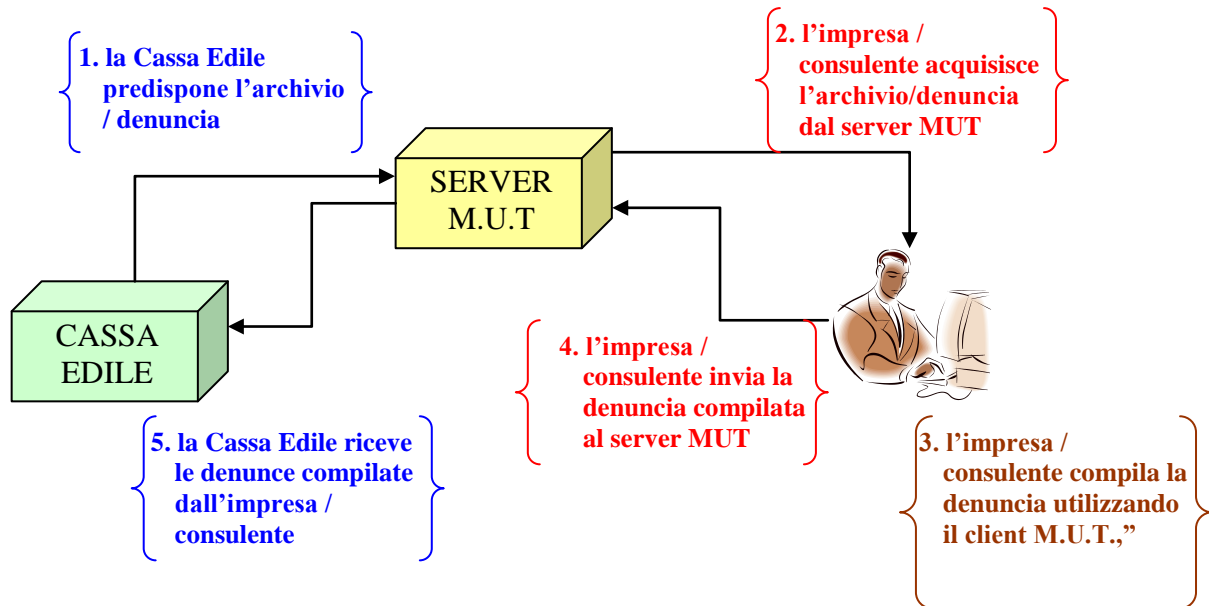 1. la Cassa Edile
predispone l’archivio
/ denuncia
2. l’impresa /
consulente acquisisce
l’archivio/denuncia
dal server MUT
SERVER
M.U.T
CASSA
EDILE
4. l’impresa /
consulente invia la
denuncia compilata
al server MUT
5. la Cassa Edile riceve
le denunce compilate
dall’impresa /
consulente
3. l’impresa /
consulente compila la
denuncia utilizzando
il client M.U.T.,”